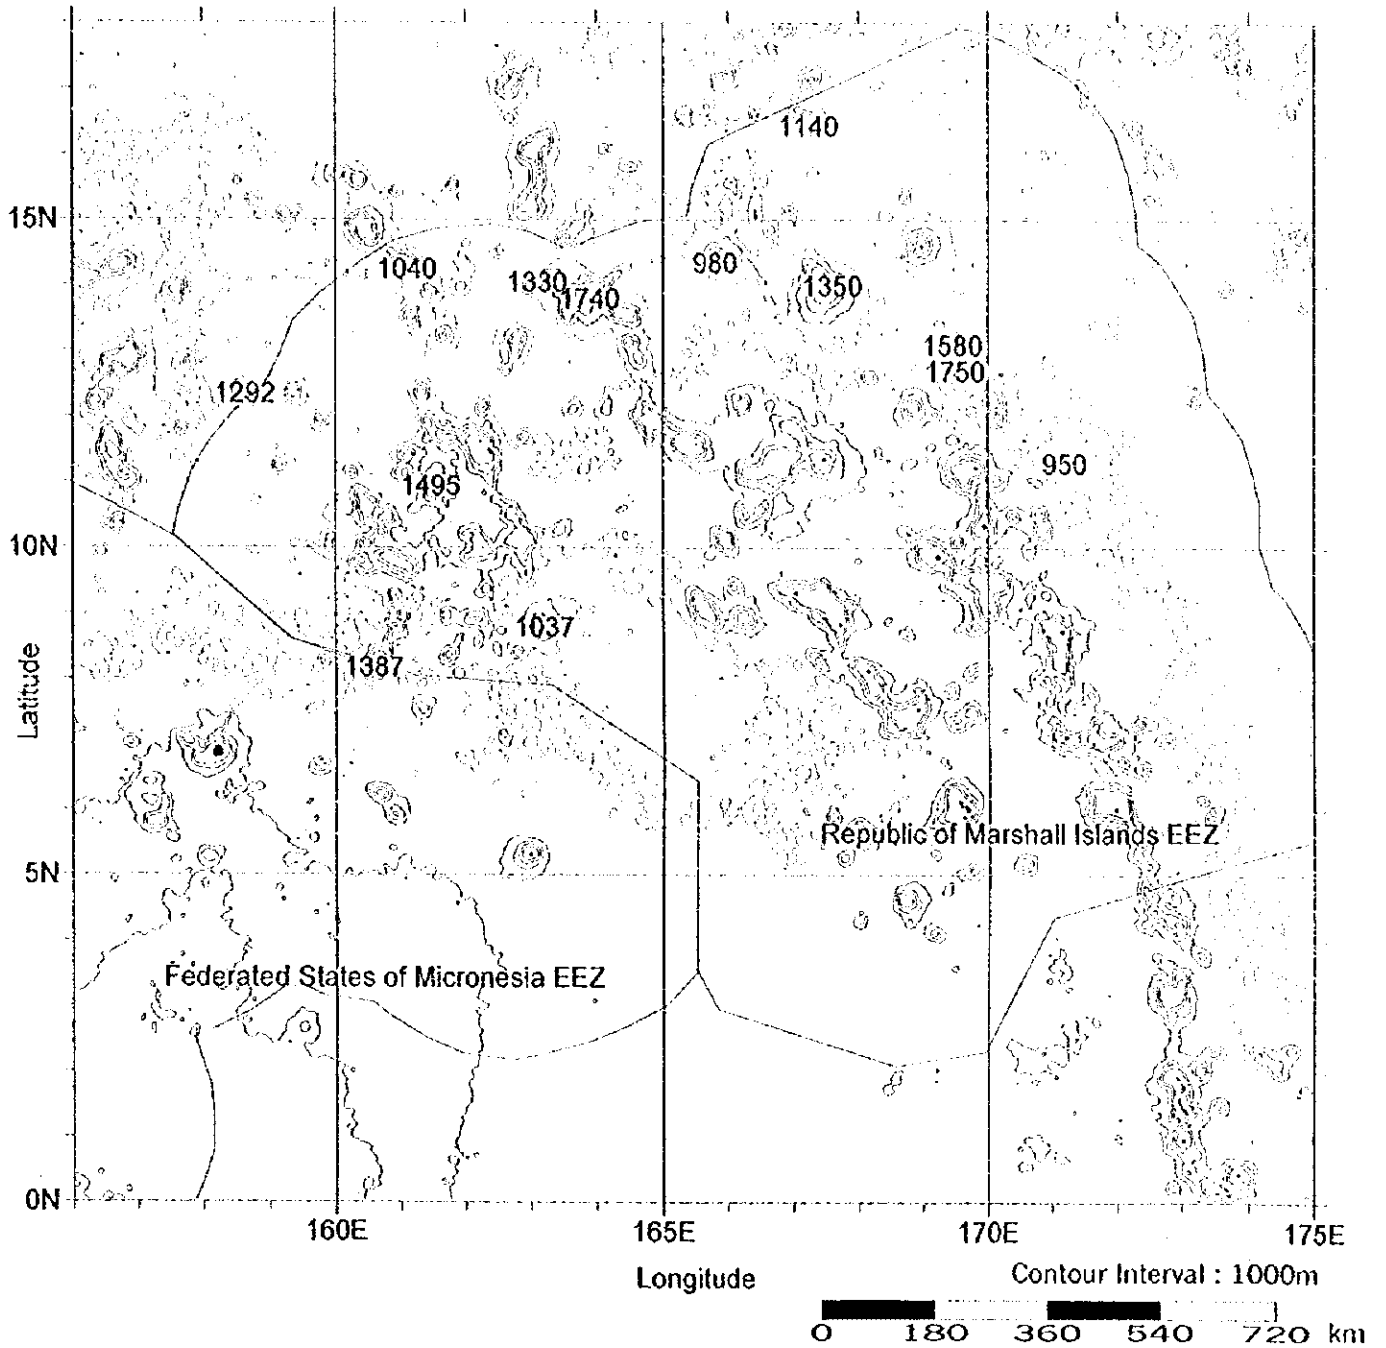 1140
15N
1040
980
1330
1350
1740
1580
1750
1292
950
1495
10N
1037
1387
Latitude
Republic of Marshall Islands EEZ
5N
Federated States of Micronesia EEZ
0N
160E
165E
170E
175E
Longitude
Contour Interval : 1000m
0 180 360 540 720 km